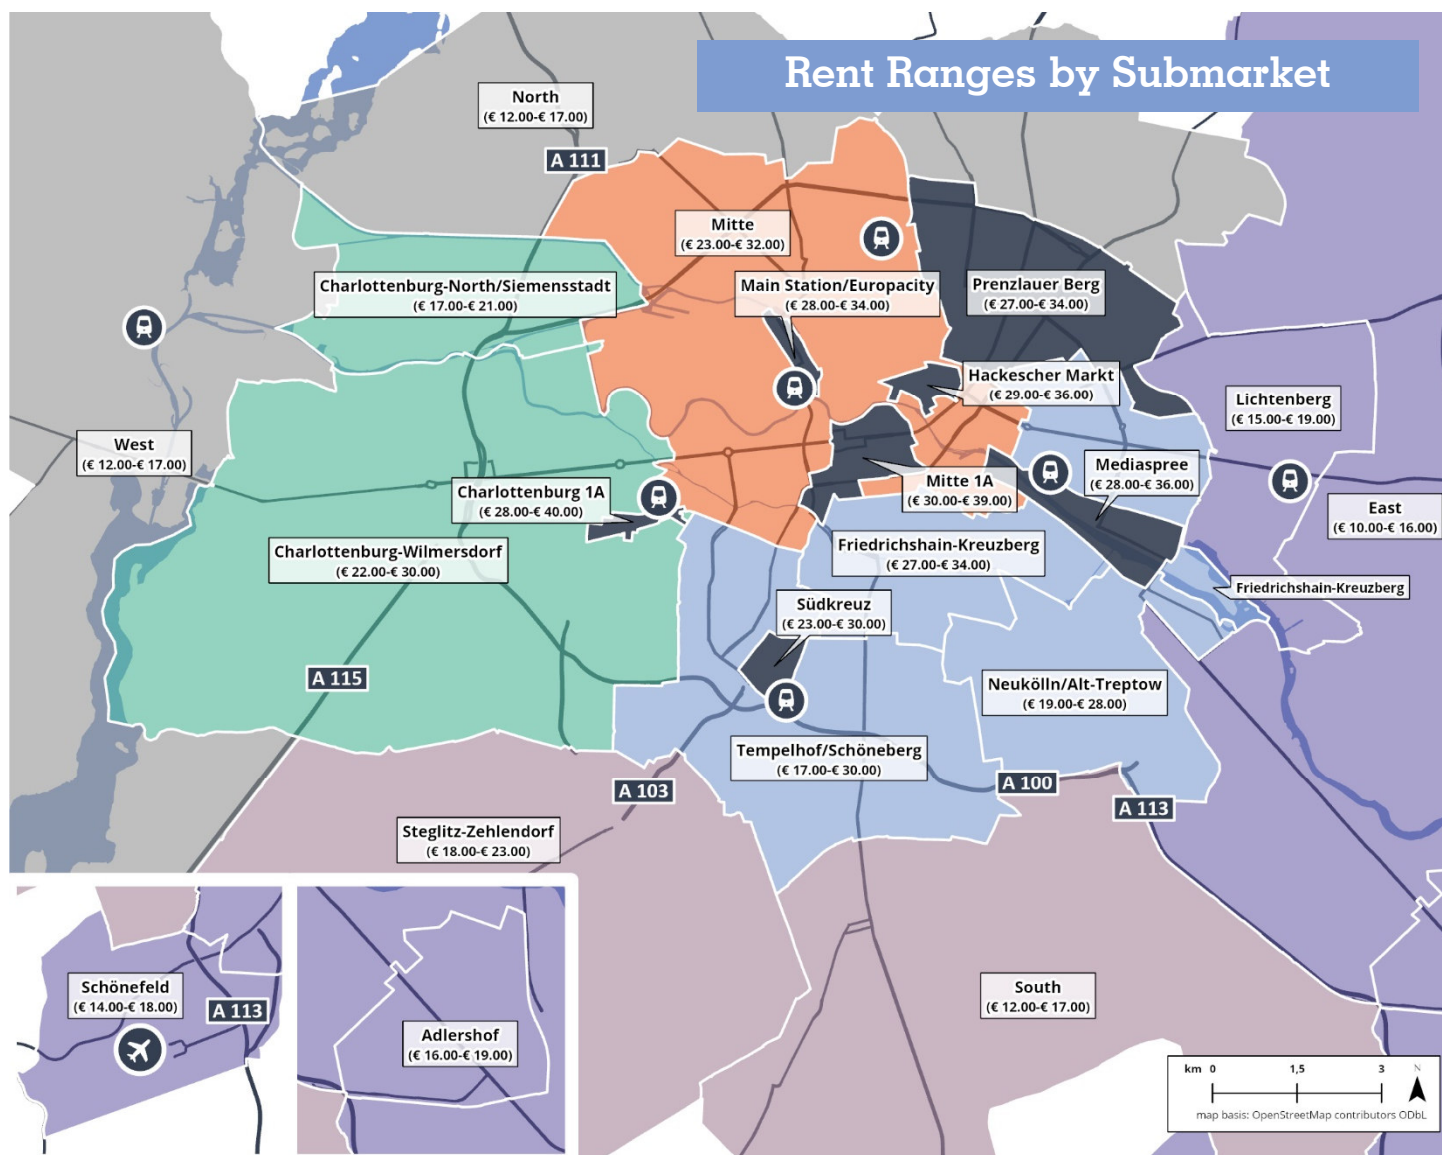 Rent Ranges by Submarket
North
(€ 12.00-€ 17.00)
A 111
Mitte
(€ 23.00-€ 32.00)
Charlottenburg-North/Siemensstadt
(€ 17.00-€ 21.00)
Main Station/Europacity
(€ 28.00-€ 34.00)
Prenzlauer Berg
(€ 27.00-€ 34.00)
Hackescher Markt
(€ 29.00-€ 36.00)
Lichtenberg
(€ 15.00-€ 19.00)
West
(€ 12.00-€ 17.00)
Charlottenburg 1A
(€ 28.00-€ 40.00)
Mitte 1A
(€ 30.00-€ 39.00)
Mediaspree
(€ 28.00-€ 36.00)
East
(€ 10.00-€ 16.00)
Charlottenburg-Wilmersdorf
(€ 22.00-€ 30.00)
Friedrichshain-Kreuzberg
(€ 27.00-€ 34.00)
Friedrichshain-Kreuzberg
Südkreuz
(€ 23.00-€ 30.00)
A 115
Neukölln/Alt-Treptow
(€ 19.00-€ 28.00)
Tempelhof/Schöneberg
(€ 17.00-€ 30.00)
A 103
A 100
A 113
Steglitz-Zehlendorf
(€ 18.00-€ 23.00)
Schönefeld
(€ 14.00-€ 18.00)
A 113
Adlershof
(€ 16.00-€ 19.00)
South
(€ 12.00-€ 17.00)
km 0 1,5 3 N
map basis: OpenStreetMap contributors ODbL